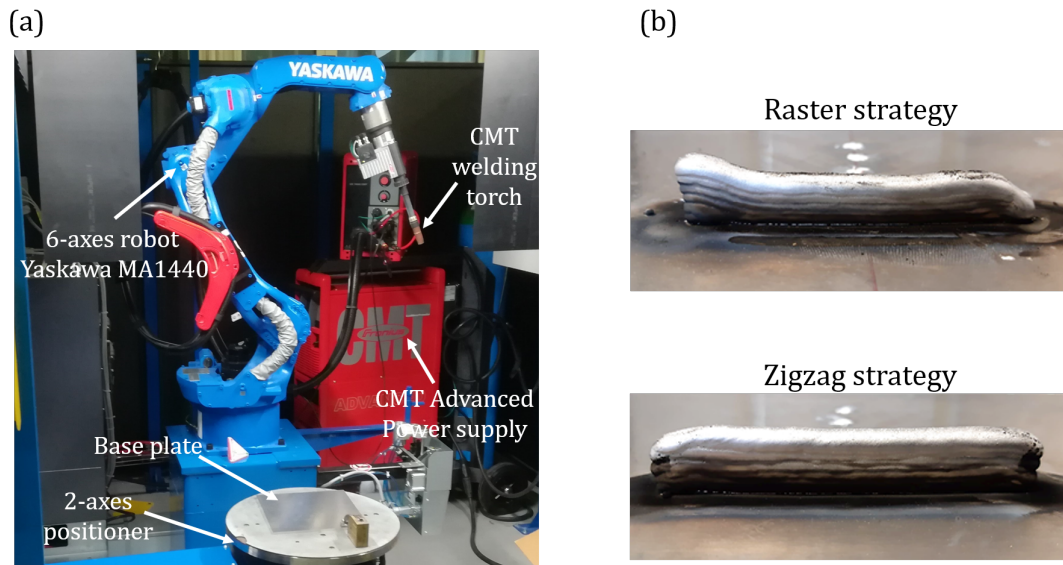 (a)
(b)
YASKAWA
CMT
welding
torch
6-axes robot
Yaskawa MA1440
CMT
CMT Advanced
Power supply
ADVANCED
Base plate
2-axes
positioner
Raster strategy
Zigzag strategy